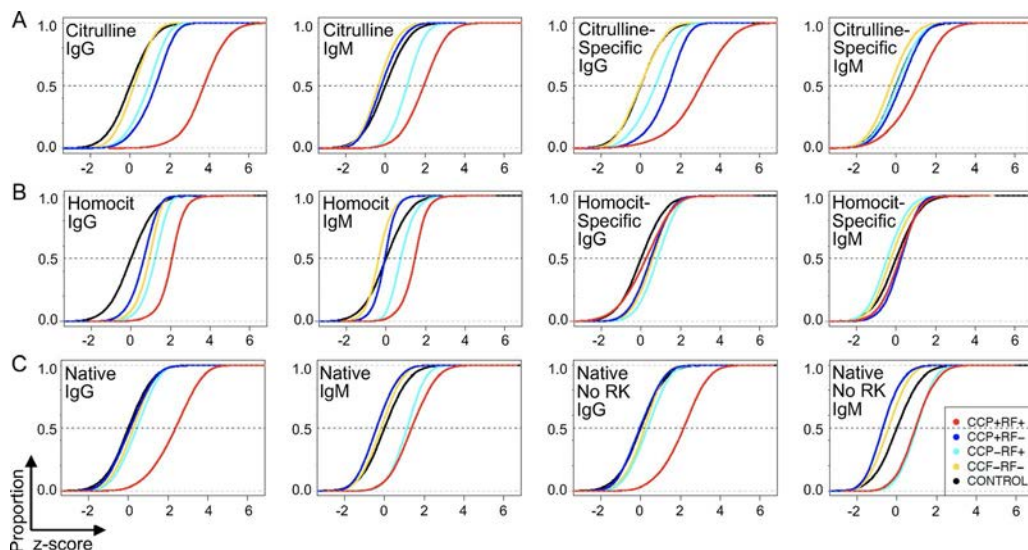 A
Citrulline
IgG
Citrulline
IgM
Citrulline-
Specific
IgG
Citrulline-
Specific
IgM
1.0
0.5
0.0
-2 0 2 4 6
1.0
0.5
0.0
-2 0 2 4 6
1.0
0.5
0.0
-2 0 2 4 6
1.0
0.5
0.0
-2 0 2 4 6
B
Homocit
IgG
Homocit
IgM
Homocit-
Specific
IgG
Homocit-
Specific
IgM
1.0
0.5
0.0
-2 0 2 4 6
1.0
0.5
0.0
-2 0 2 4 6
1.0
0.5
0.0
-2 0 2 4 6
1.0
0.5
0.0
-2 0 2 4 6
C
Native
IgG
Native
IgM
Native
No RK
IgG
Native
No RK
IgM
1.0
0.5
0.0
-2 0 2 4 6
1.0
0.5
0.0
-2 0 2 4 6
1.0
0.5
0.0
-2 0 2 4 6
1.0
0.5
0.0
-2 0 2 4 6
CCP+RF+
CCP+RF-
CCP-RF+
CCF-RF-
CONTROL
Proportion
z-score